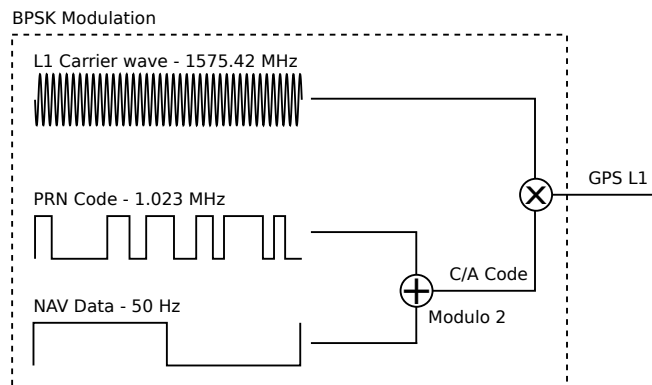 BPSK Modulation
L1 Carrier wave - 1575.42 MHz
GPS L1
PRN Code - 1.023 MHz
C/A Code
NAV Data - 50 Hz
Modulo 2